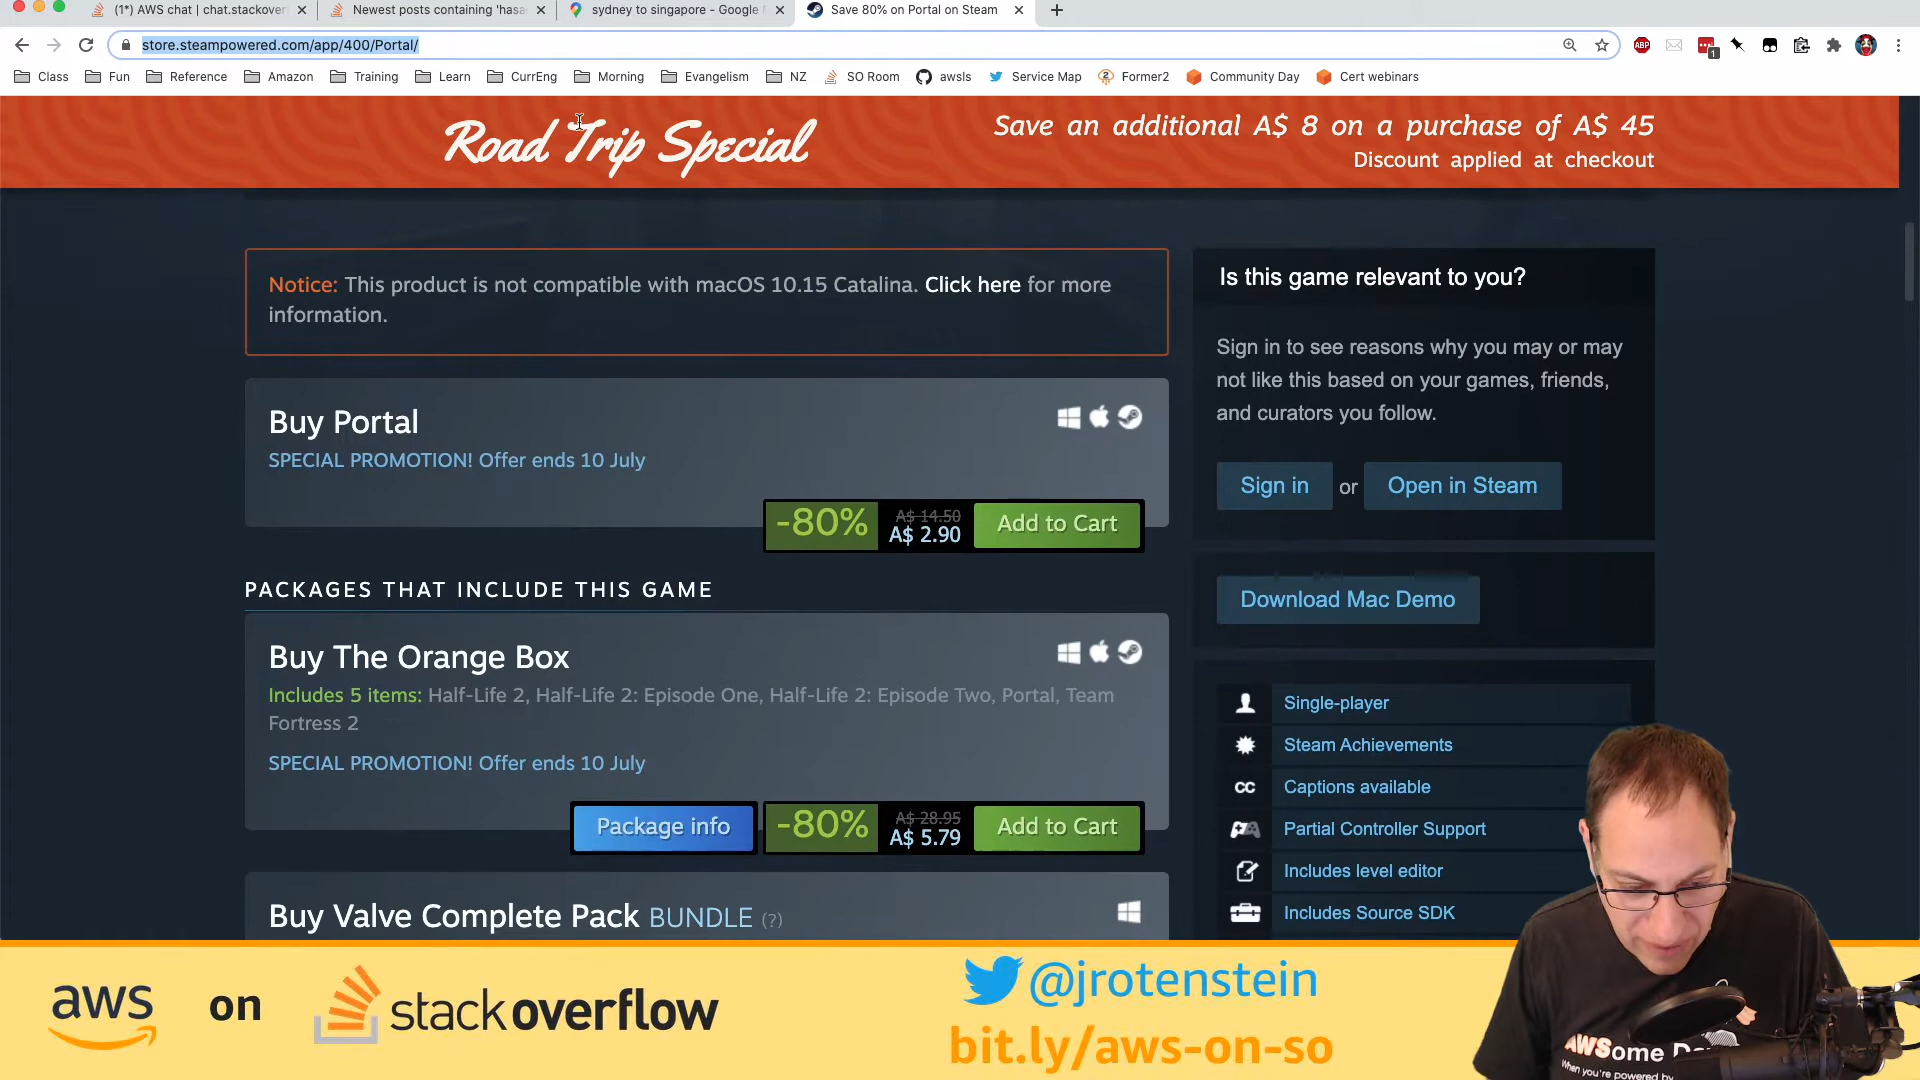 (1*) AWS chat | chat.stackover
Newest posts containing 'hasa
sydney to singapore - Google
Save 80% on Portal on Steam
store.steampowered.com/app/400/Portal/
ABP
1
Class
Fun
Reference
Amazon
Training
Learn
CurrEng
Morning
Evangelism
NZ
SO Room
awsls
Service Map
Former2
Community Day
Cert webinars
Road Trip Special
Save an additional A$ 8 on a purchase of A$ 45
Discount applied at checkout
Notice: This product is not compatible with macOS 10.15 Catalina. Click here for more
information.
Buy Portal
SPECIAL PROMOTION! Offer ends 10 July
-80%
A$ 14.50
A$ 2.90
Add to Cart
PACKAGES THAT INCLUDE THIS GAME
Buy The Orange Box
Includes 5 items: Half-Life 2, Half-Life 2: Episode One, Half-Life 2: Episode Two, Portal, Team
Fortress 2
SPECIAL PROMOTION! Offer ends 10 July
Package info
-80%
A$ 28.95
A$ 5.79
Add to Cart
Buy Valve Complete Pack BUNDLE (?)
Is this game relevant to you?
Sign in to see reasons why you may or may
not like this based on your games, friends,
and curators you follow.
Sign in or Open in Steam
Download Mac Demo
Single-player
Steam Achievements
CC Captions available
Partial Controller Support
Includes level editor
Includes Source SDK
aws on stackoverflow
@jrotenstein
bit.ly/aws-on-so
AWSome Da
When you're powered by